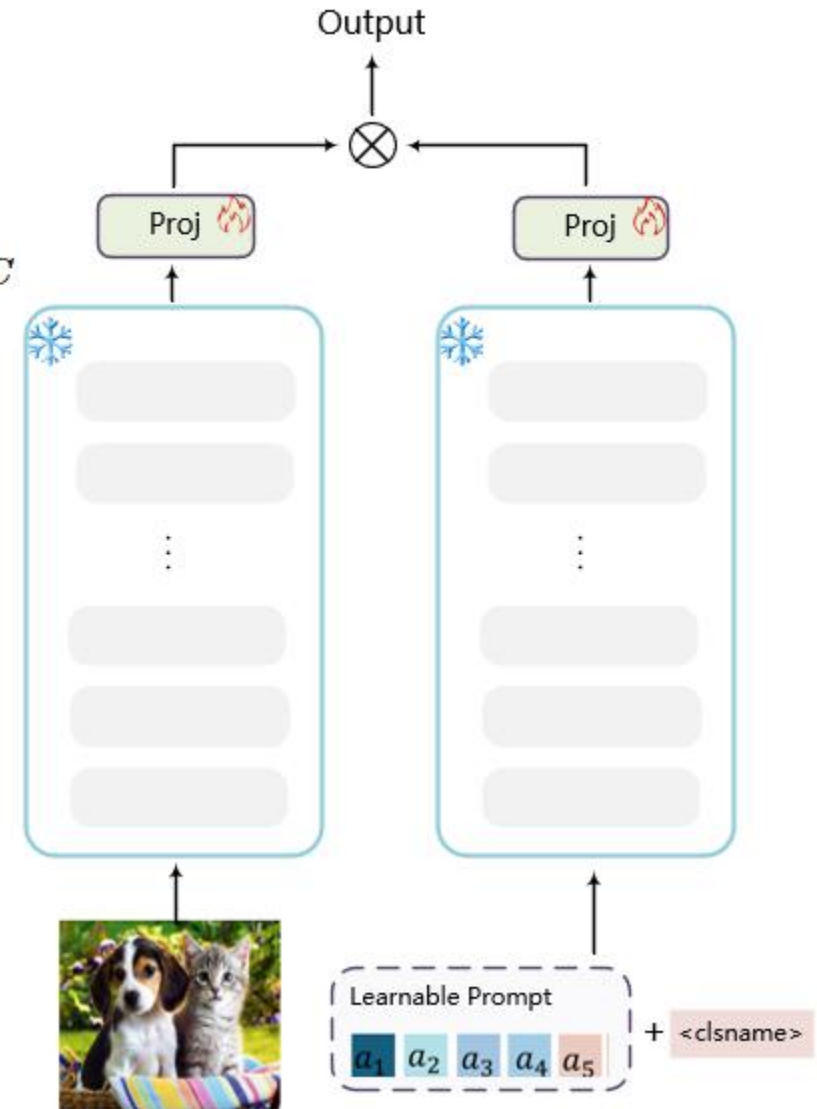 Output
Proj
Proj
C
Learnable Prompt
a₁ a₂ a₃ a₄ a₅
+ <clsname>